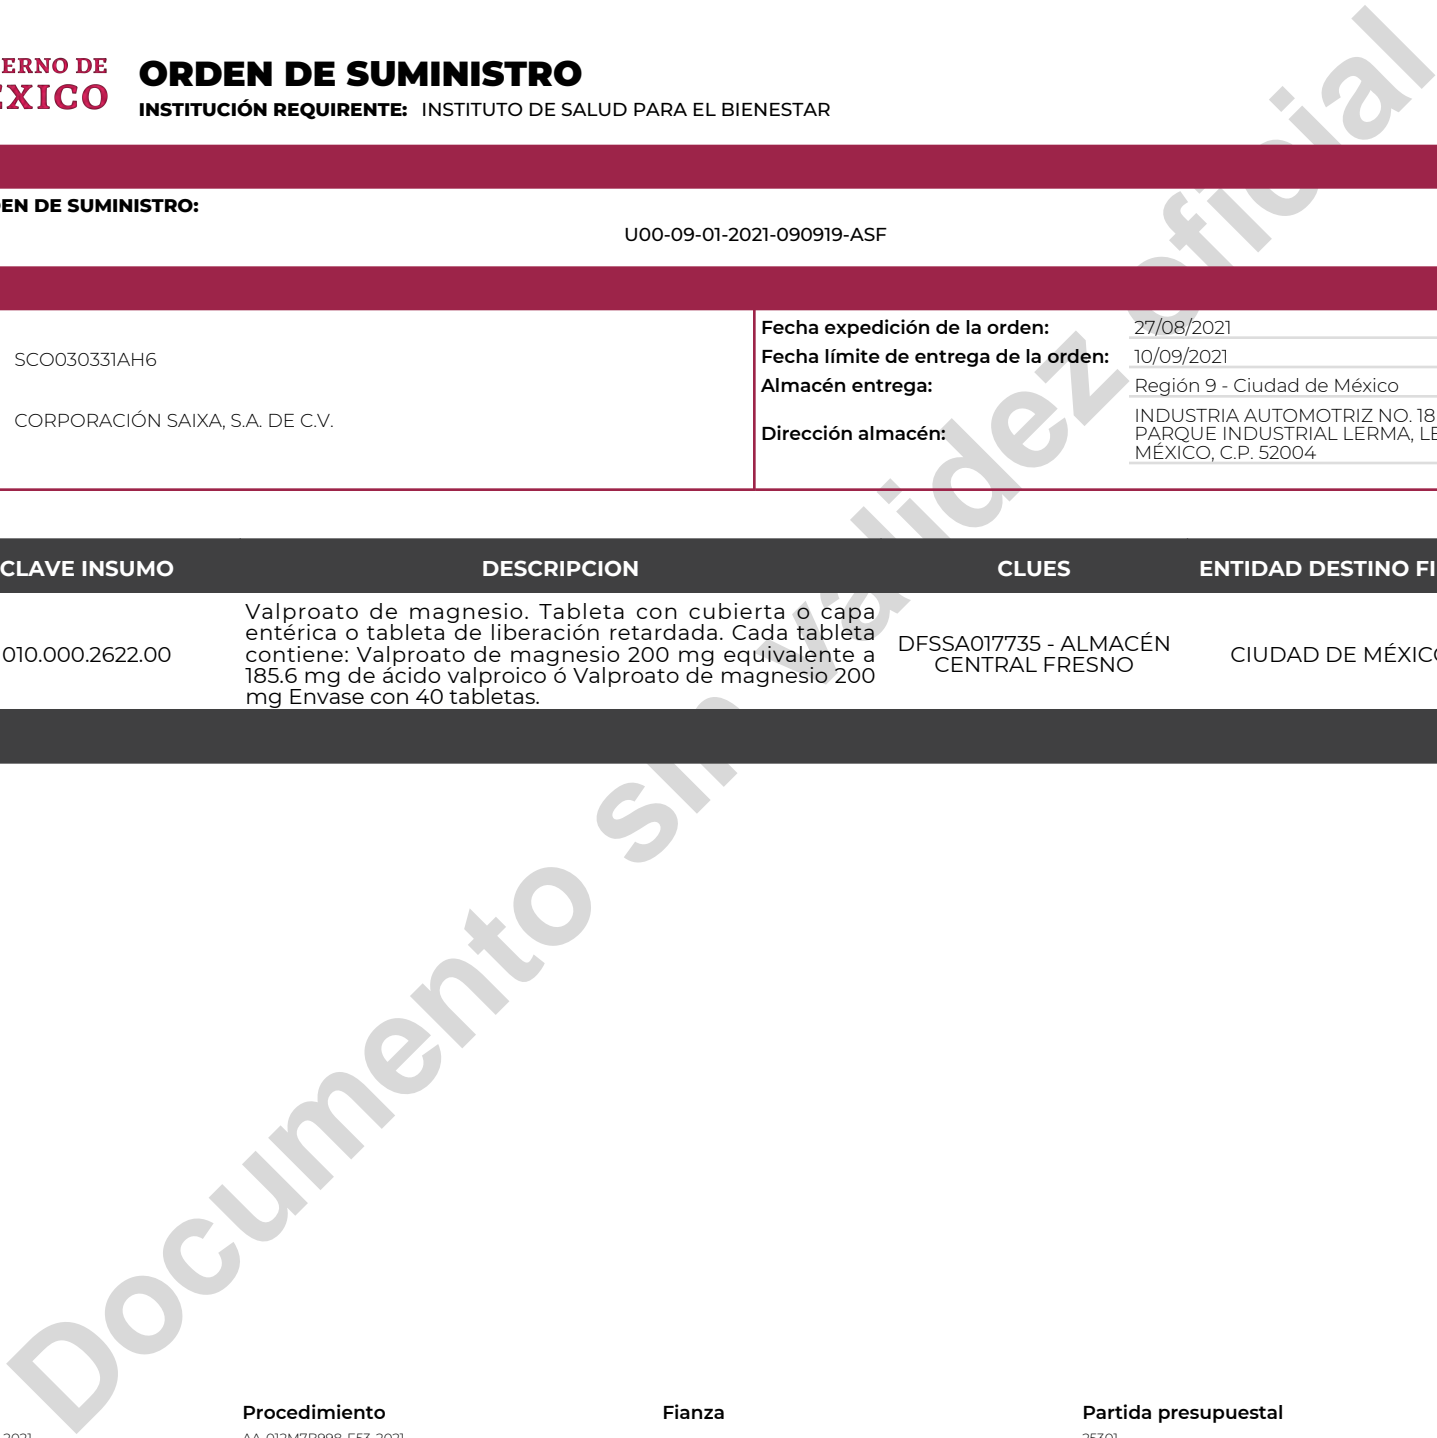 ERNO DE
EXICO
ORDEN DE SUMINISTRO
INSTITUCIÓN REQUIRENTE: INSTITUTO DE SALUD PARA EL BIENESTAR
EN DE SUMINISTRO:
U00-09-01-2021-090919-ASF
SCO030331AH6
CORPORACIÓN SAIXA, S.A. DE C.V.
Fecha expedición de la orden: 27/08/2021
Fecha límite de entrega de la orden: 10/09/2021
Almacén entrega: Región 9 - Ciudad de México
Dirección almacén: INDUSTRIA AUTOMOTRIZ NO. 18
PARQUE INDUSTRIAL LERMA, LE
MÉXICO, C.P. 52004
CLAVE INSUMO DESCRIPCION CLUES ENTIDAD DESTINO FI
010.000.2622.00
Valproato de magnesio. Tableta con cubierta o capa
entérica o tableta de liberación retardada. Cada tableta
contiene: Valproato de magnesio 200 mg equivalente a
185.6 mg de ácido valproico ó Valproato de magnesio 200
mg Envase con 40 tabletas.
DFSSA017735 - ALMACÉN
CENTRAL FRESNO
CIUDAD DE MÉXICO
Documento sin validez oficial
Procedimiento Fianza Partida presupuestal